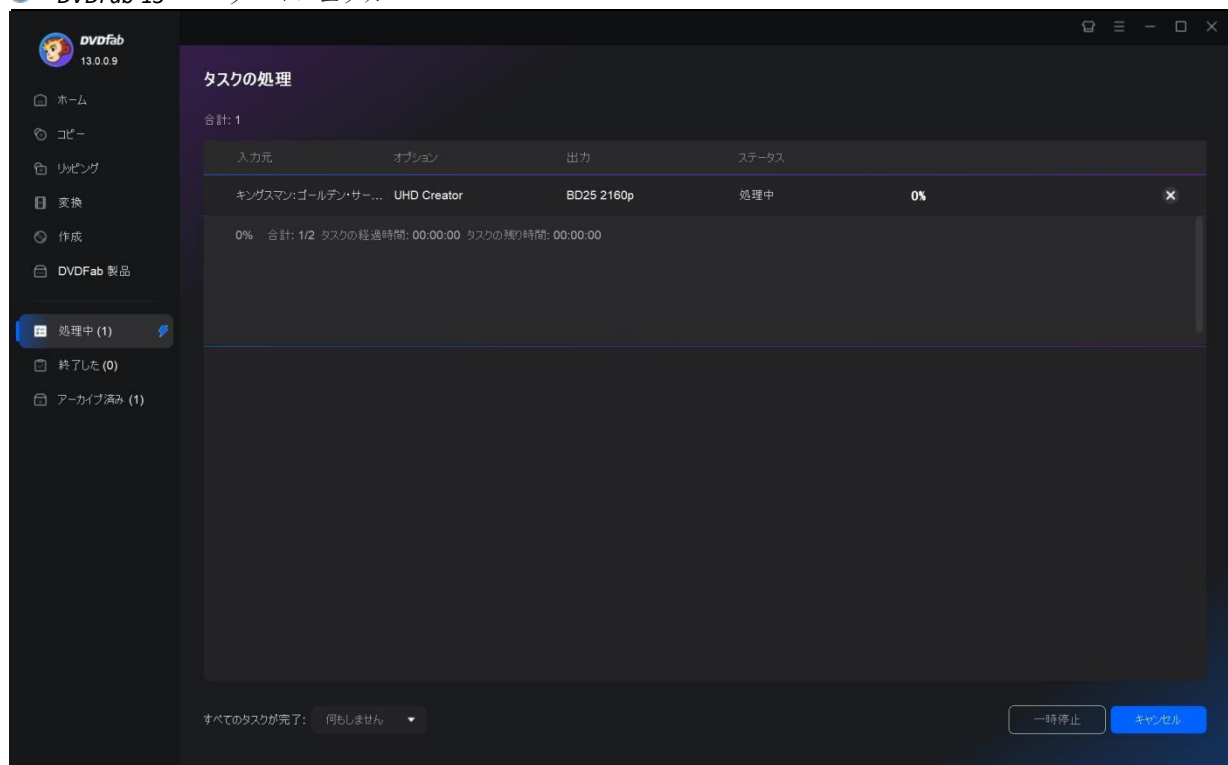 DVDFab
13.0.0.9
ホーム
コピー
リッピング
変換
作成
DVDFab 製品
処理中 (1)
終了した (0)
アーカイブ済み (1)
タスクの処理
合計: 1
入力元 オプション 出力 ステータス
キングスマン:ゴールデン・サー... UHD Creator BD25 2160p 処理中 0%
0% 合計: 1/2 タスクの経過時間: 00:00:00 タスクの残り時間: 00:00:00
すべてのタスクが完了: 何もしません
一時停止 キャンセル